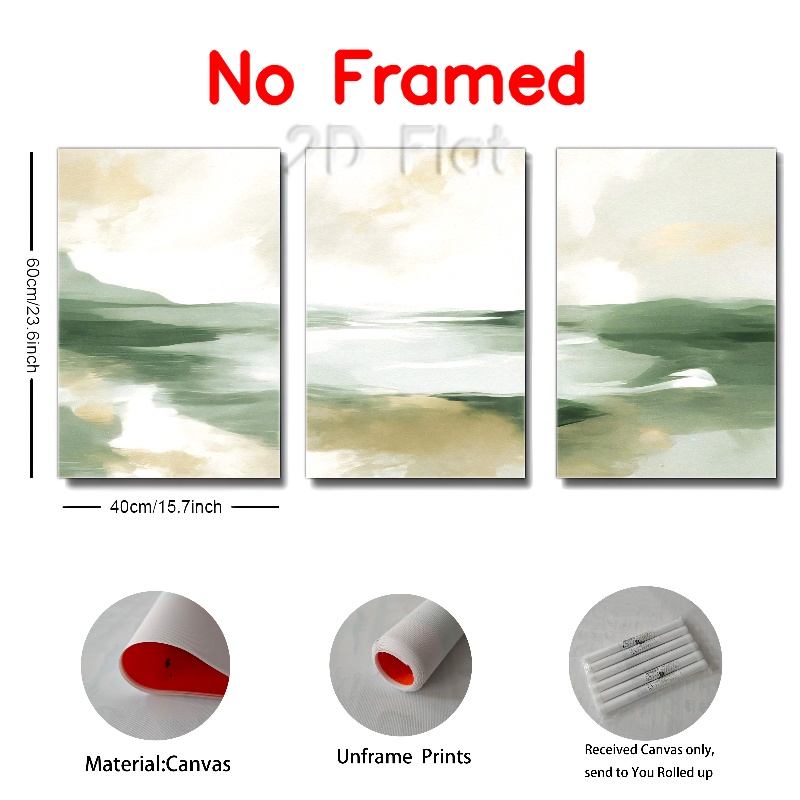 No Framed
2D Flat
60cm/23.6inch
40cm/15.7inch
Material:Canvas
Unframe Prints
Received Canvas only,
send to You Rolled up